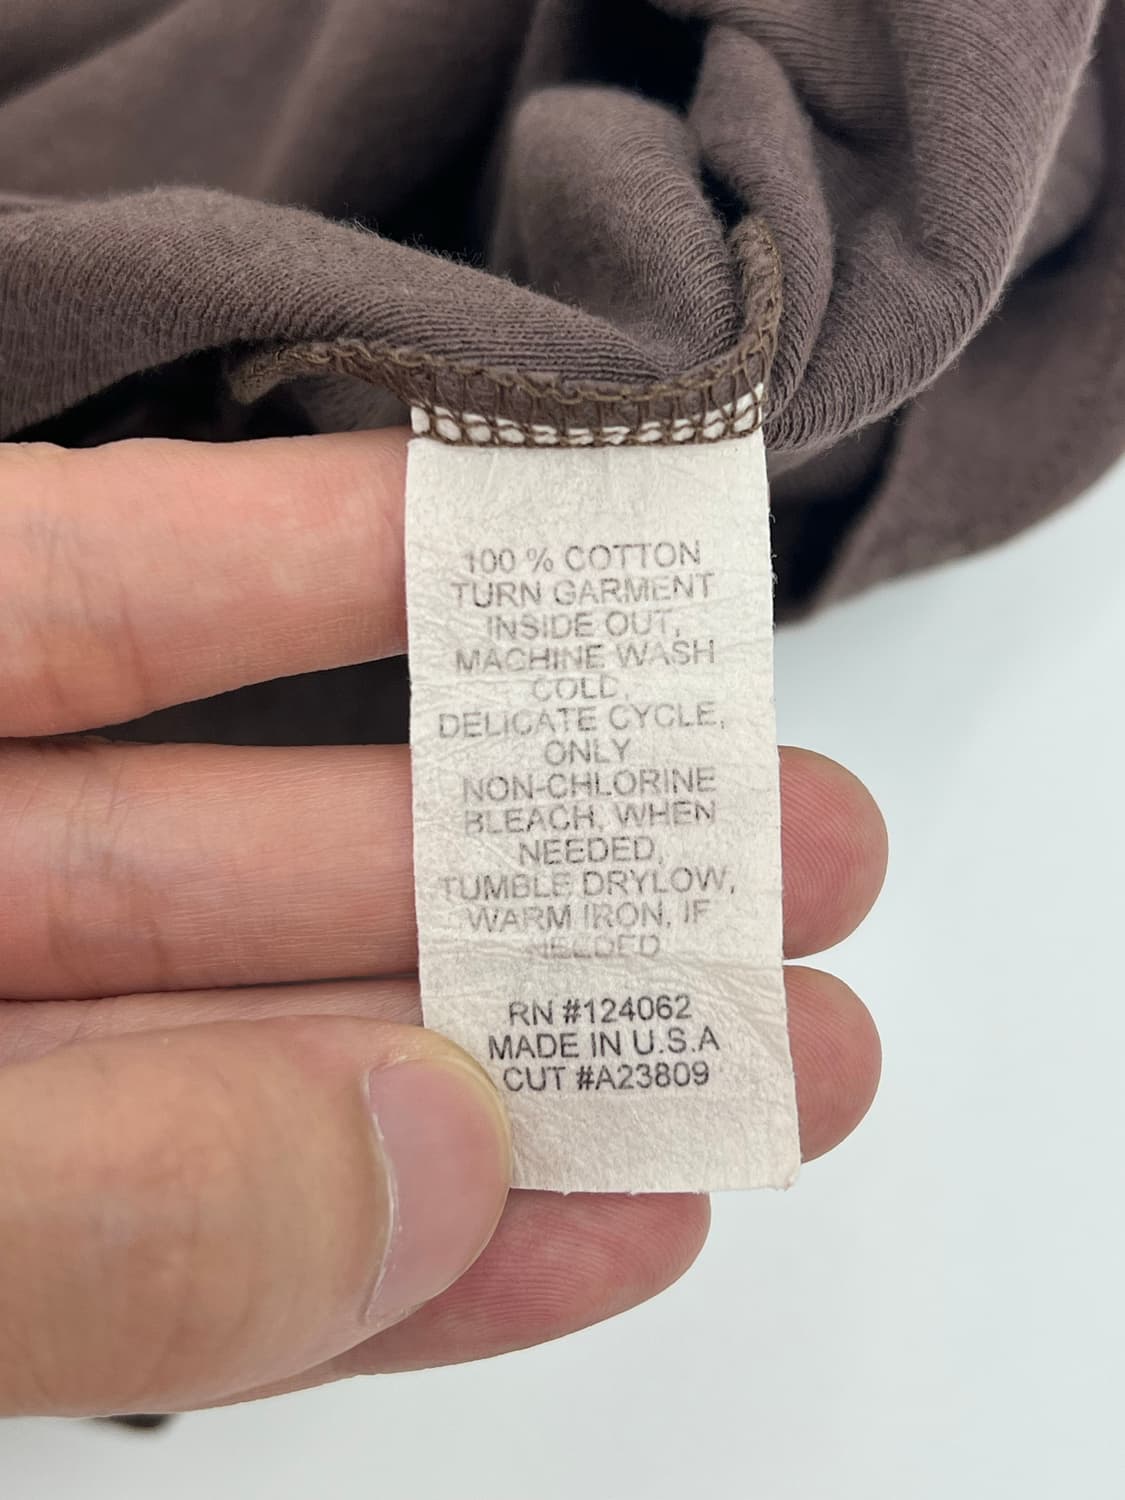 100 % COTTON
TURN GARMENT
INSIDE OUT,
MACHINE WASH
COLD,
DELICATE CYCLE,
ONLY
NON-CHLORINE
BLEACH, WHEN
NEEDED,
TUMBLE DRYLOW,
WARM IRON, IF
NEEDED
RN #124062
MADE IN U.S.A
CUT #A23809